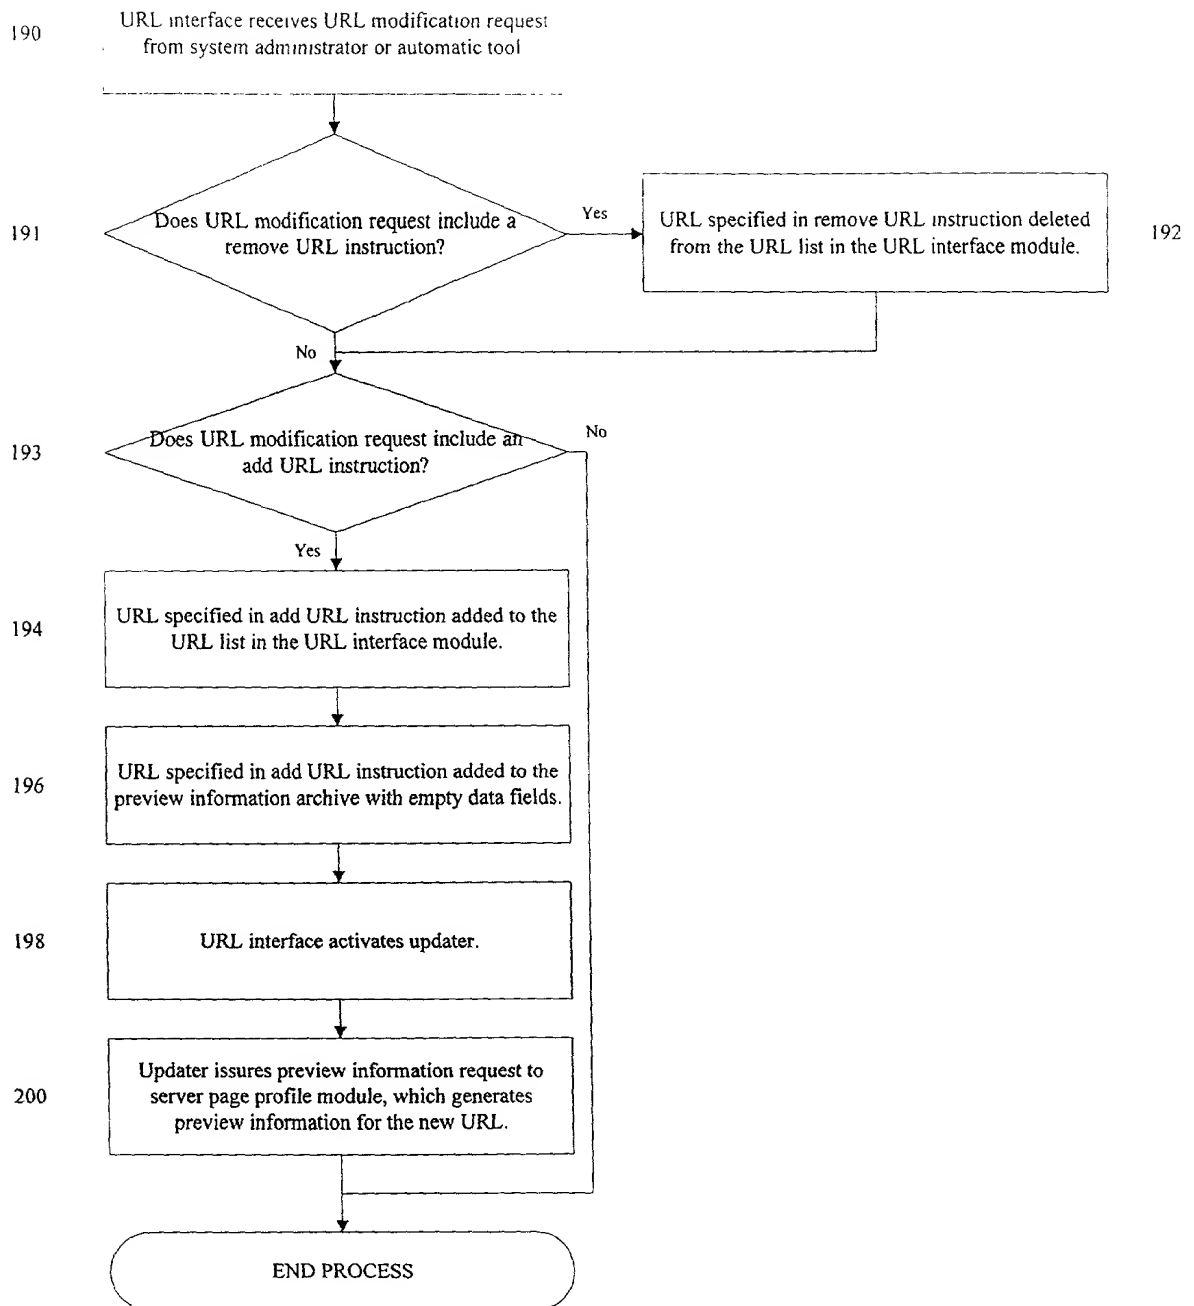 190
URL interface receives URL modification request
from system administrator or automatic tool
191
Does URL modification request include a
remove URL instruction?
Yes
URL specified in remove URL instruction deleted
from the URL list in the URL interface module.
192
No
193
Does URL modification request include an
add URL instruction?
No
Yes
194
URL specified in add URL instruction added to the
URL list in the URL interface module.
196
URL specified in add URL instruction added to the
preview information archive with empty data fields.
198
URL interface activates updater.
200
Updater issures preview information request to
server page profile module, which generates
preview information for the new URL.
END PROCESS